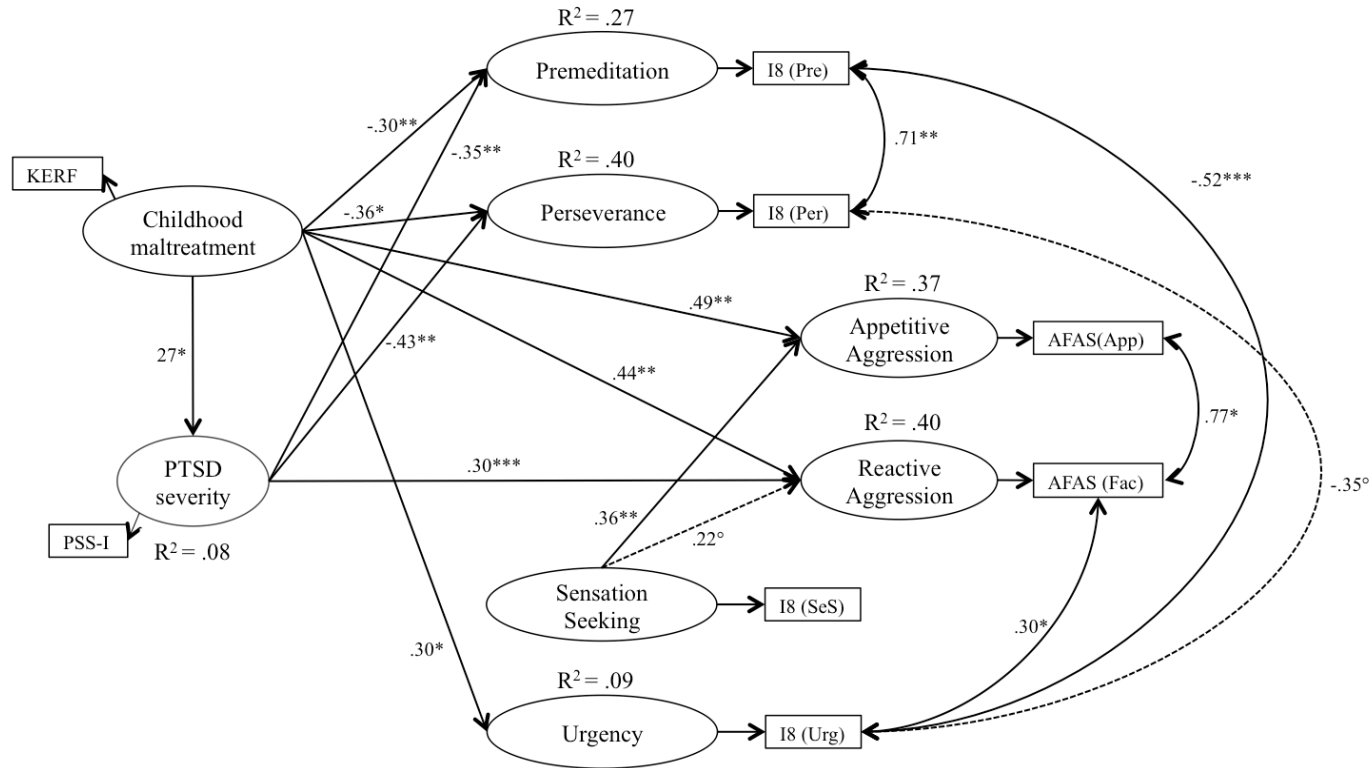 R² = .27
Premeditation
I8 (Pre)
-.30**
-.35**
.71**
R² = .40
-.52***
KERF
Childhood
maltreatment
-.36*
Perseverance
I8 (Per)
R² = .37
.49**
Appetitive
Aggression
AFAS(App)
27*
-.43**
.44**
.77*
R² = .40
PTSD
severity
.30***
Reactive
Aggression
AFAS (Fac)
-.35°
PSS-I
R² = .08
.36**
.22°
Sensation
Seeking
I8 (SeS)
.30*
.30*
R² = .09
Urgency
I8 (Urg)